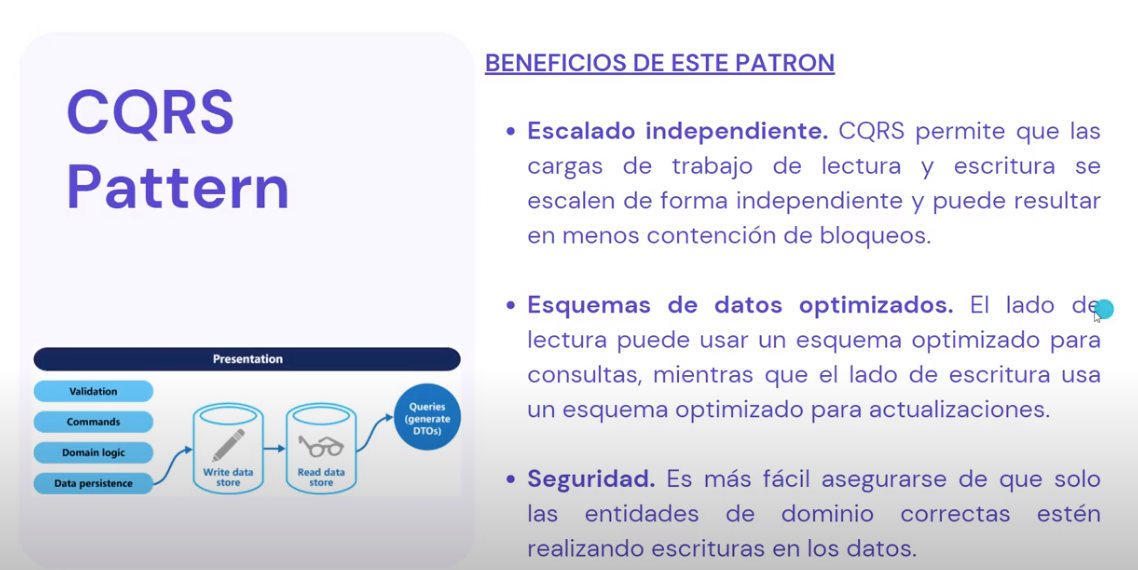 CQRS
Pattern
Presentation
Validation
Commands
Domain logic
Data persistence
Write data
store
Read data
store
Queries
(generate
DTOs)
BENEFICIOS DE ESTE PATRON
• Escalado independiente. CQRS permite que las
cargas de trabajo de lectura y escritura se
escalen de forma independiente y puede resultar
en menos contención de bloqueos.
• Esquemas de datos optimizados. El lado de
lectura puede usar un esquema optimizado para
consultas, mientras que el lado de escritura usa
un esquema optimizado para actualizaciones.
• Seguridad. Es más fácil asegurarse de que solo
las entidades de dominio correctas estén
realizando escrituras en los datos.